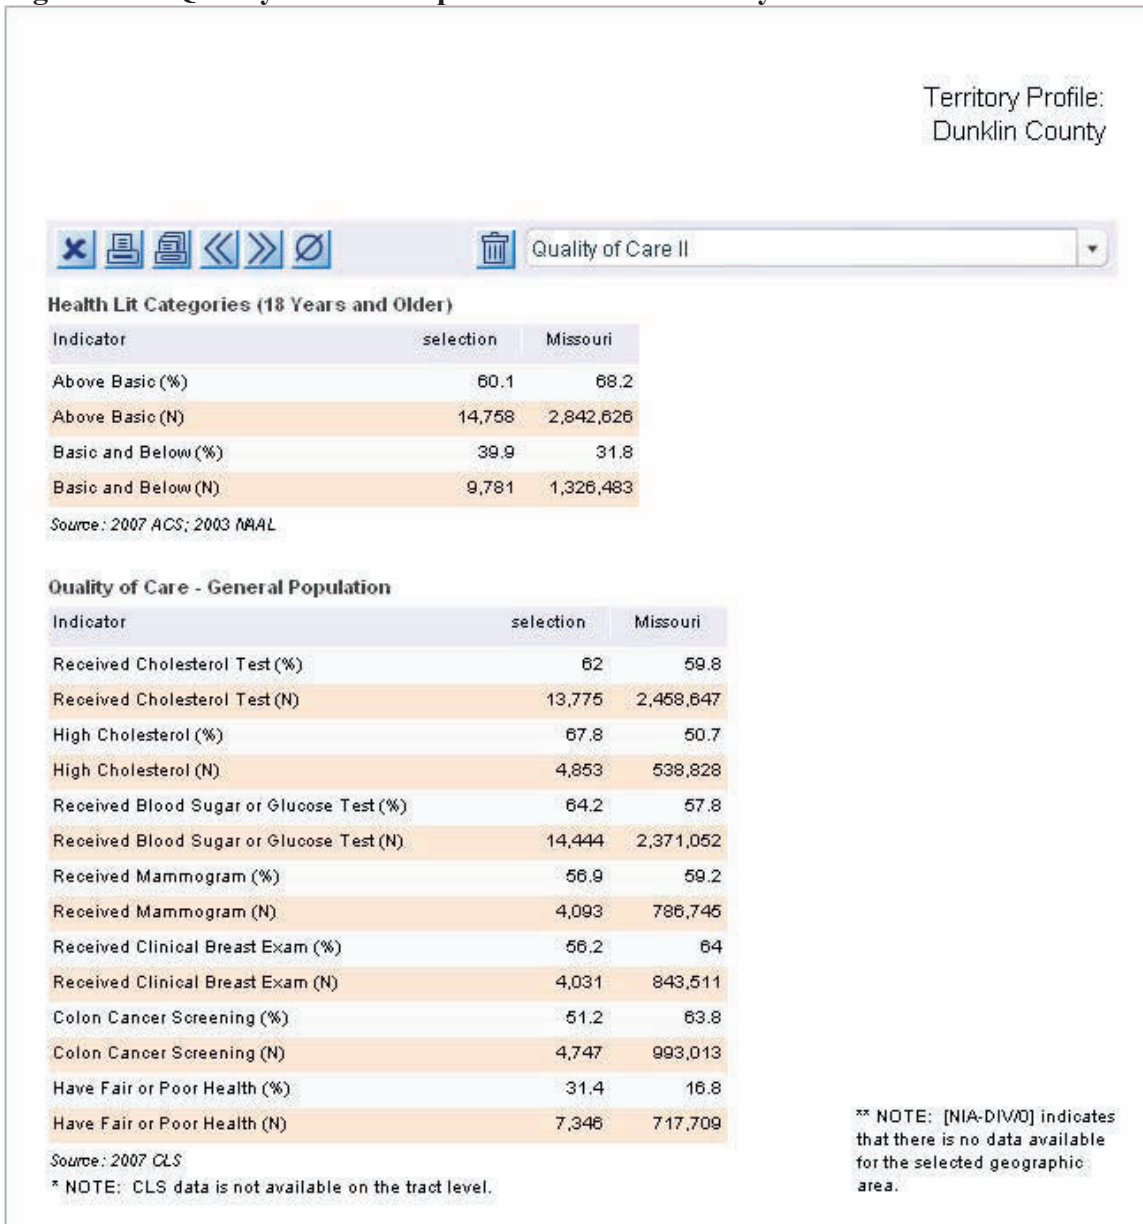 Territory Profile:
Dunklin County
Quality of Care II
Health Lit Categories (18 Years and Older)
Indicator selection Missouri
Above Basic (%) 60.1 68.2
Above Basic (N) 14,758 2,842,626
Basic and Below (%) 39.9 31.8
Basic and Below (N) 9,781 1,326,483
Source: 2007 ACS; 2003 NAAL
Quality of Care - General Population
Indicator selection Missouri
Received Cholesterol Test (%) 62 59.8
Received Cholesterol Test (N) 13,775 2,458,647
High Cholesterol (%) 67.8 50.7
High Cholesterol (N) 4,853 538,828
Received Blood Sugar or Glucose Test (%) 64.2 57.8
Received Blood Sugar or Glucose Test (N) 14,444 2,371,052
Received Mammogram (%) 56.9 59.2
Received Mammogram (N) 4,093 786,745
Received Clinical Breast Exam (%) 56.2 64
Received Clinical Breast Exam (N) 4,031 843,511
Colon Cancer Screening (%) 51.2 63.8
Colon Cancer Screening (N) 4,747 993,013
Have Fair or Poor Health (%) 31.4 16.8
Have Fair or Poor Health (N) 7,346 717,709
Source: 2007 CLS
* NOTE: CLS data is not available on the tract level.
** NOTE: [NIA-DIV/0] indicates
that there is no data available
for the selected geographic
area.